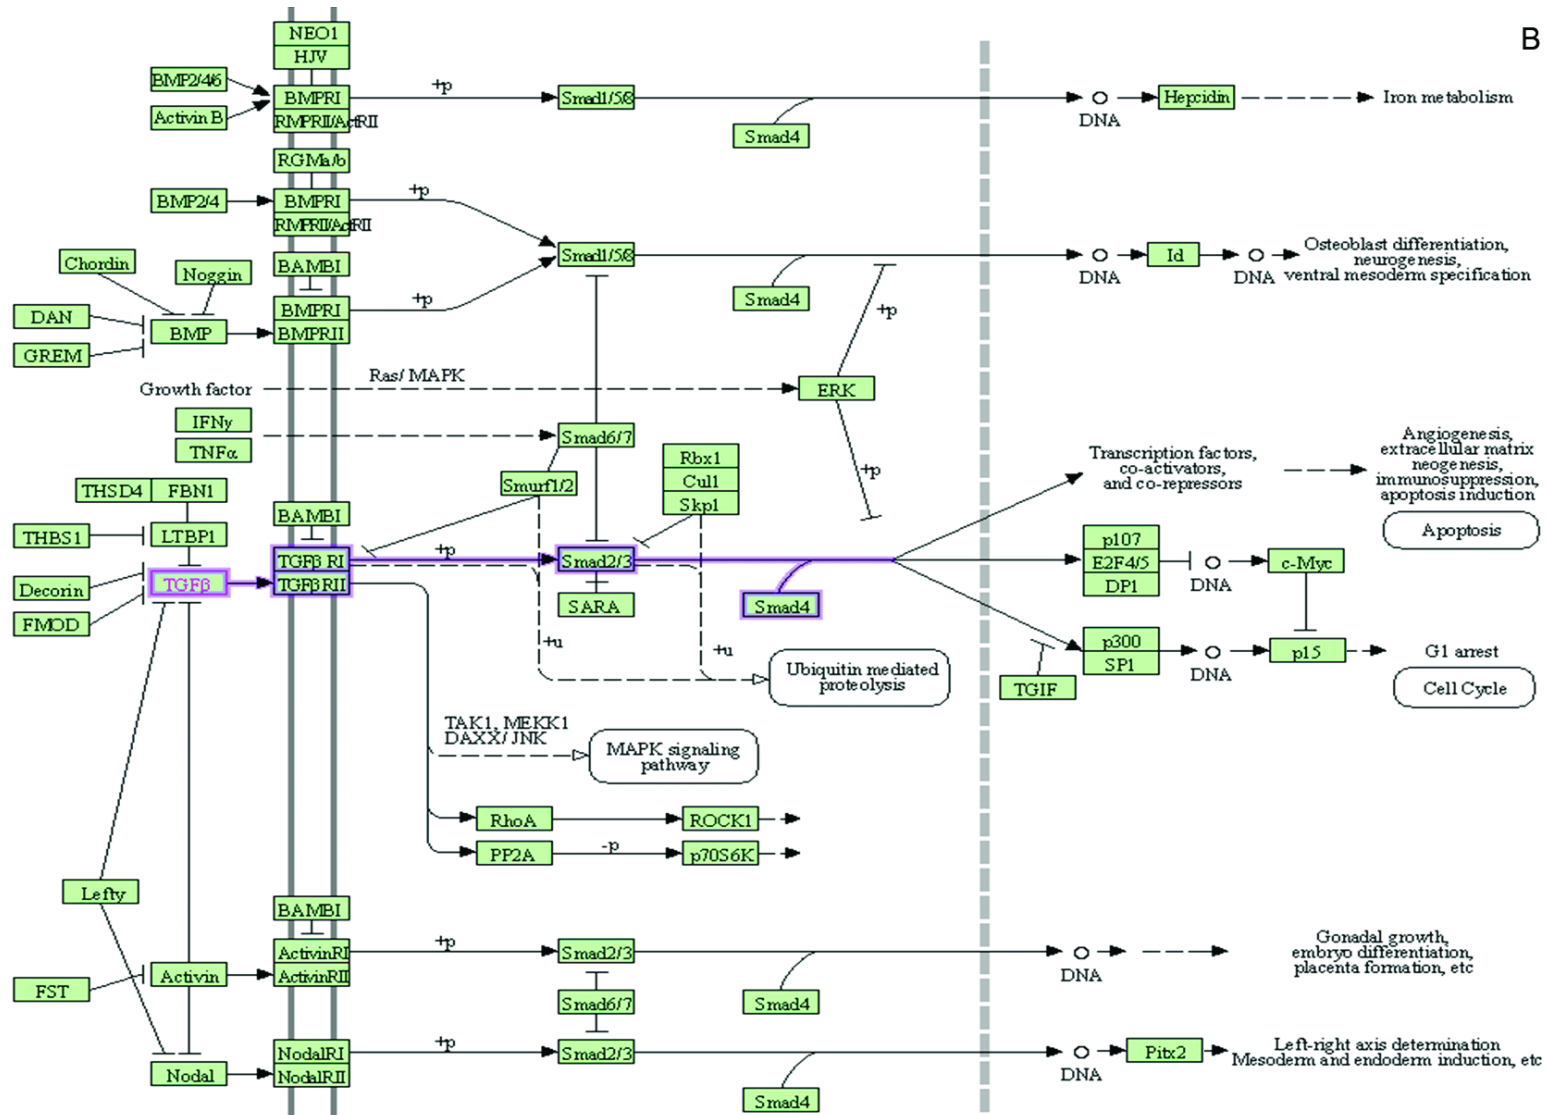 B
NEO1
HJV
BMP2/4/6
+p
BMPRI
Smad1/5/8
Hepcidin
Iron metabolism
Activin B
RMPRII/ActRII
Smad4
DNA
RGMa/b
BMP2/4
BMPRI
+p
RMPRII/ActRII
Chordin
Noggin
BAMBI
Smad1/5/8
Id
Osteoblast differentiation,
neurogenesis,
ventral mesoderm specification
DNA
DNA
Smad4
DAN
BMP
BMPRI
BMPRII
+p
+p
GREM
Growth factor
Ras/ MAPK
ERK
IFNγ
TNFα
Smad6/7
Rbx1
Cul1
Skp1
+p
Smurf1/2
Transcription factors,
co-activators,
and co-repressors
Angiogenesis,
extracellular matrix
neogenesis,
immunosuppression,
apoptosis induction
Apoptosis
THSD4
FBN1
BAMBI
THBS1
LTBP1
TGFβ RI
TGFβ RII
+p
Smad2/3
p107
E2F4/5
DP1
DNA
c-Myc
Decorin
TGFβ
SARA
Smad4
FMOD
+u
+u
Ubiquitin mediated
proteolysis
TGIF
p300
SP1
DNA
p15
G1 arrest
Cell Cycle
TAK1, MEKK1
DAXX/ JNK
MAPK signaling
pathway
RhoA
ROCK1
PP2A
-p
p70S6K
Lefty
BAMBI
ActivinRI
ActivinRII
+p
Smad2/3
DNA
Gonadal growth,
embryo differentiation,
placenta formation, etc
Activin
FST
Smad6/7
Smad4
NodalRI
NodalRII
+p
Smad2/3
DNA
Pitx2
Left-right axis determination
Mesoderm and endoderm induction, etc
Nodal
Smad4